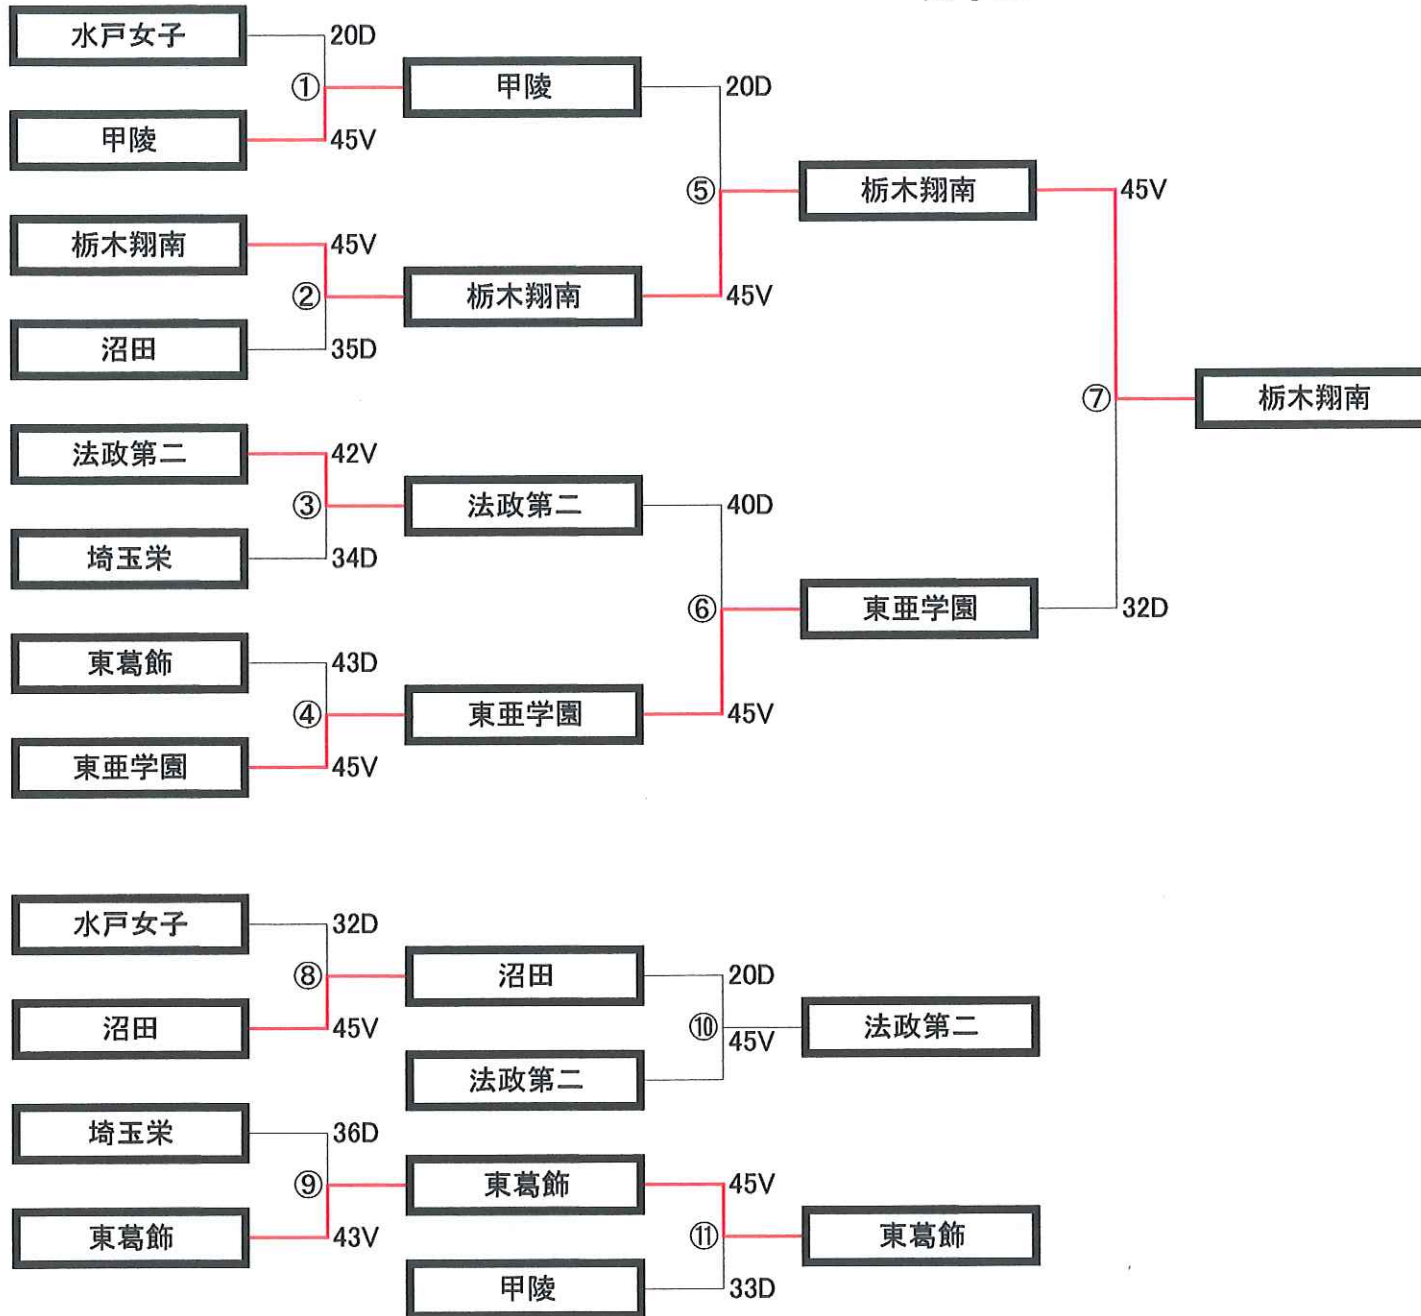 水戸女子 20D
① 甲陵 20D
甲陵 45V
⑤ 栃木翔南 45V
栃木翔南 45V
② 栃木翔南 45V
沼田 35D
⑦ 栃木翔南
法政第二 42V
③ 法政第二 40D
埼玉栄 34D
⑥ 東亜学園 32D
東葛飾 43D
④ 東亜学園 45V
東亜学園 45V
水戸女子 32D
⑧ 沼田 20D
沼田 45V
⑩ 45V 法政第二
法政第二
埼玉栄 36D
⑨ 東葛飾 45V
東葛飾 43V
⑪ 東葛飾
甲陵 33D